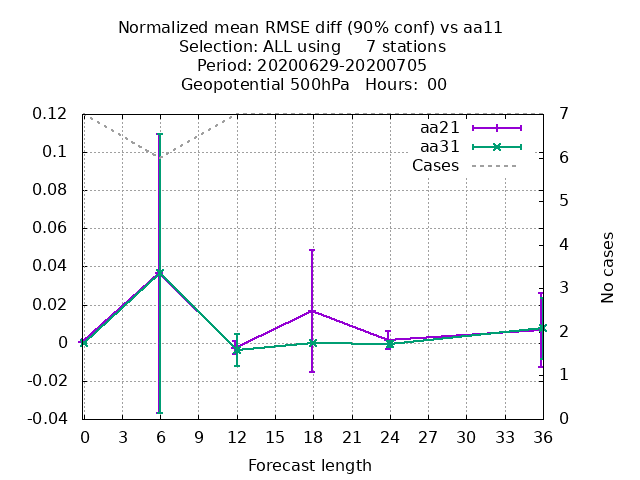 Normalized mean RMSE diff (90% conf) vs aa11
Selection: ALL using     7 stations
Period: 20200629-20200705
Geopotential 500hPa   Hours:  00
0.12
0.1
0.08
0.06
0.04
0.02
0
-0.02
-0.04
aa21
aa31
Cases
7
6
5
4
3
2
1
0
No cases
0 3 6 9 12 15 18 21 24 27 30 33 36
Forecast length